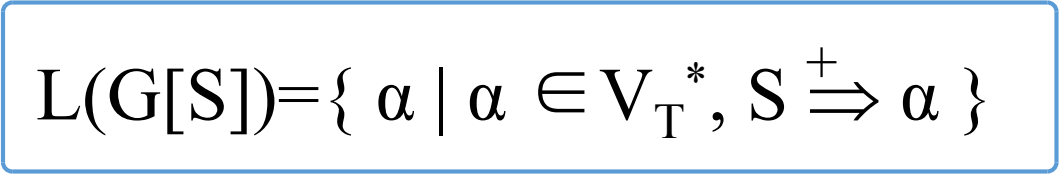 L(G[S])={ α | α ∈ V_T^*, S ⇒^+ α }